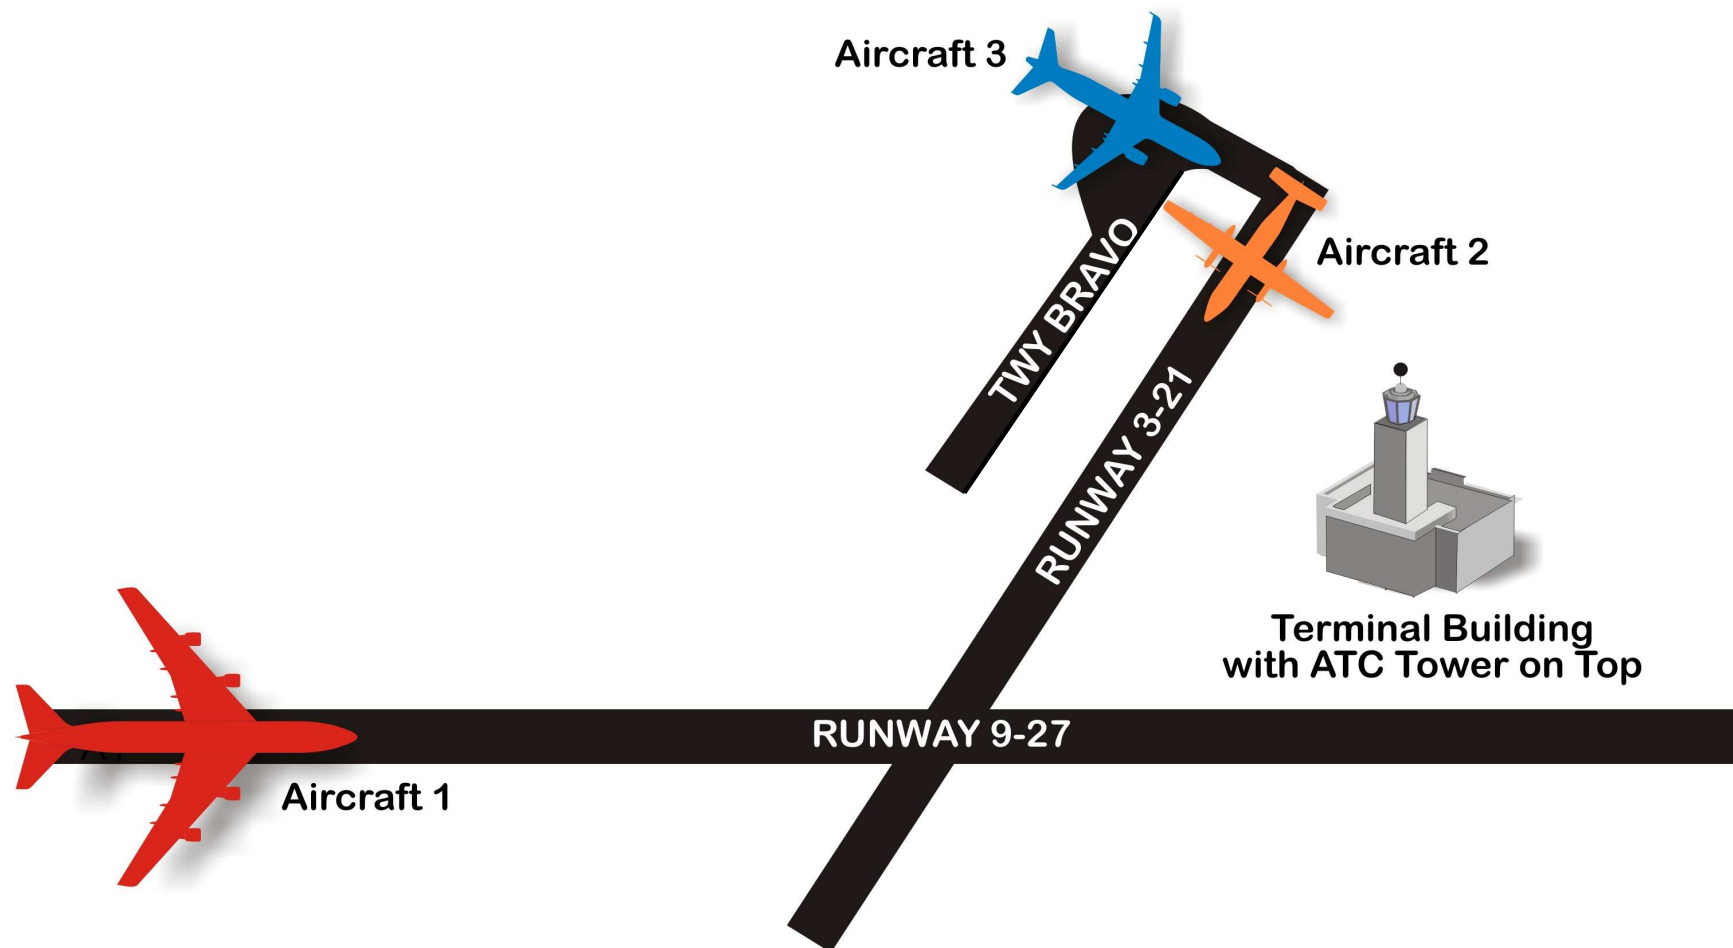 Aircraft 3
Aircraft 2
TWY BRAVO
RUNWAY 3-21
Terminal Building
with ATC Tower on Top
RUNWAY 9-27
Aircraft 1